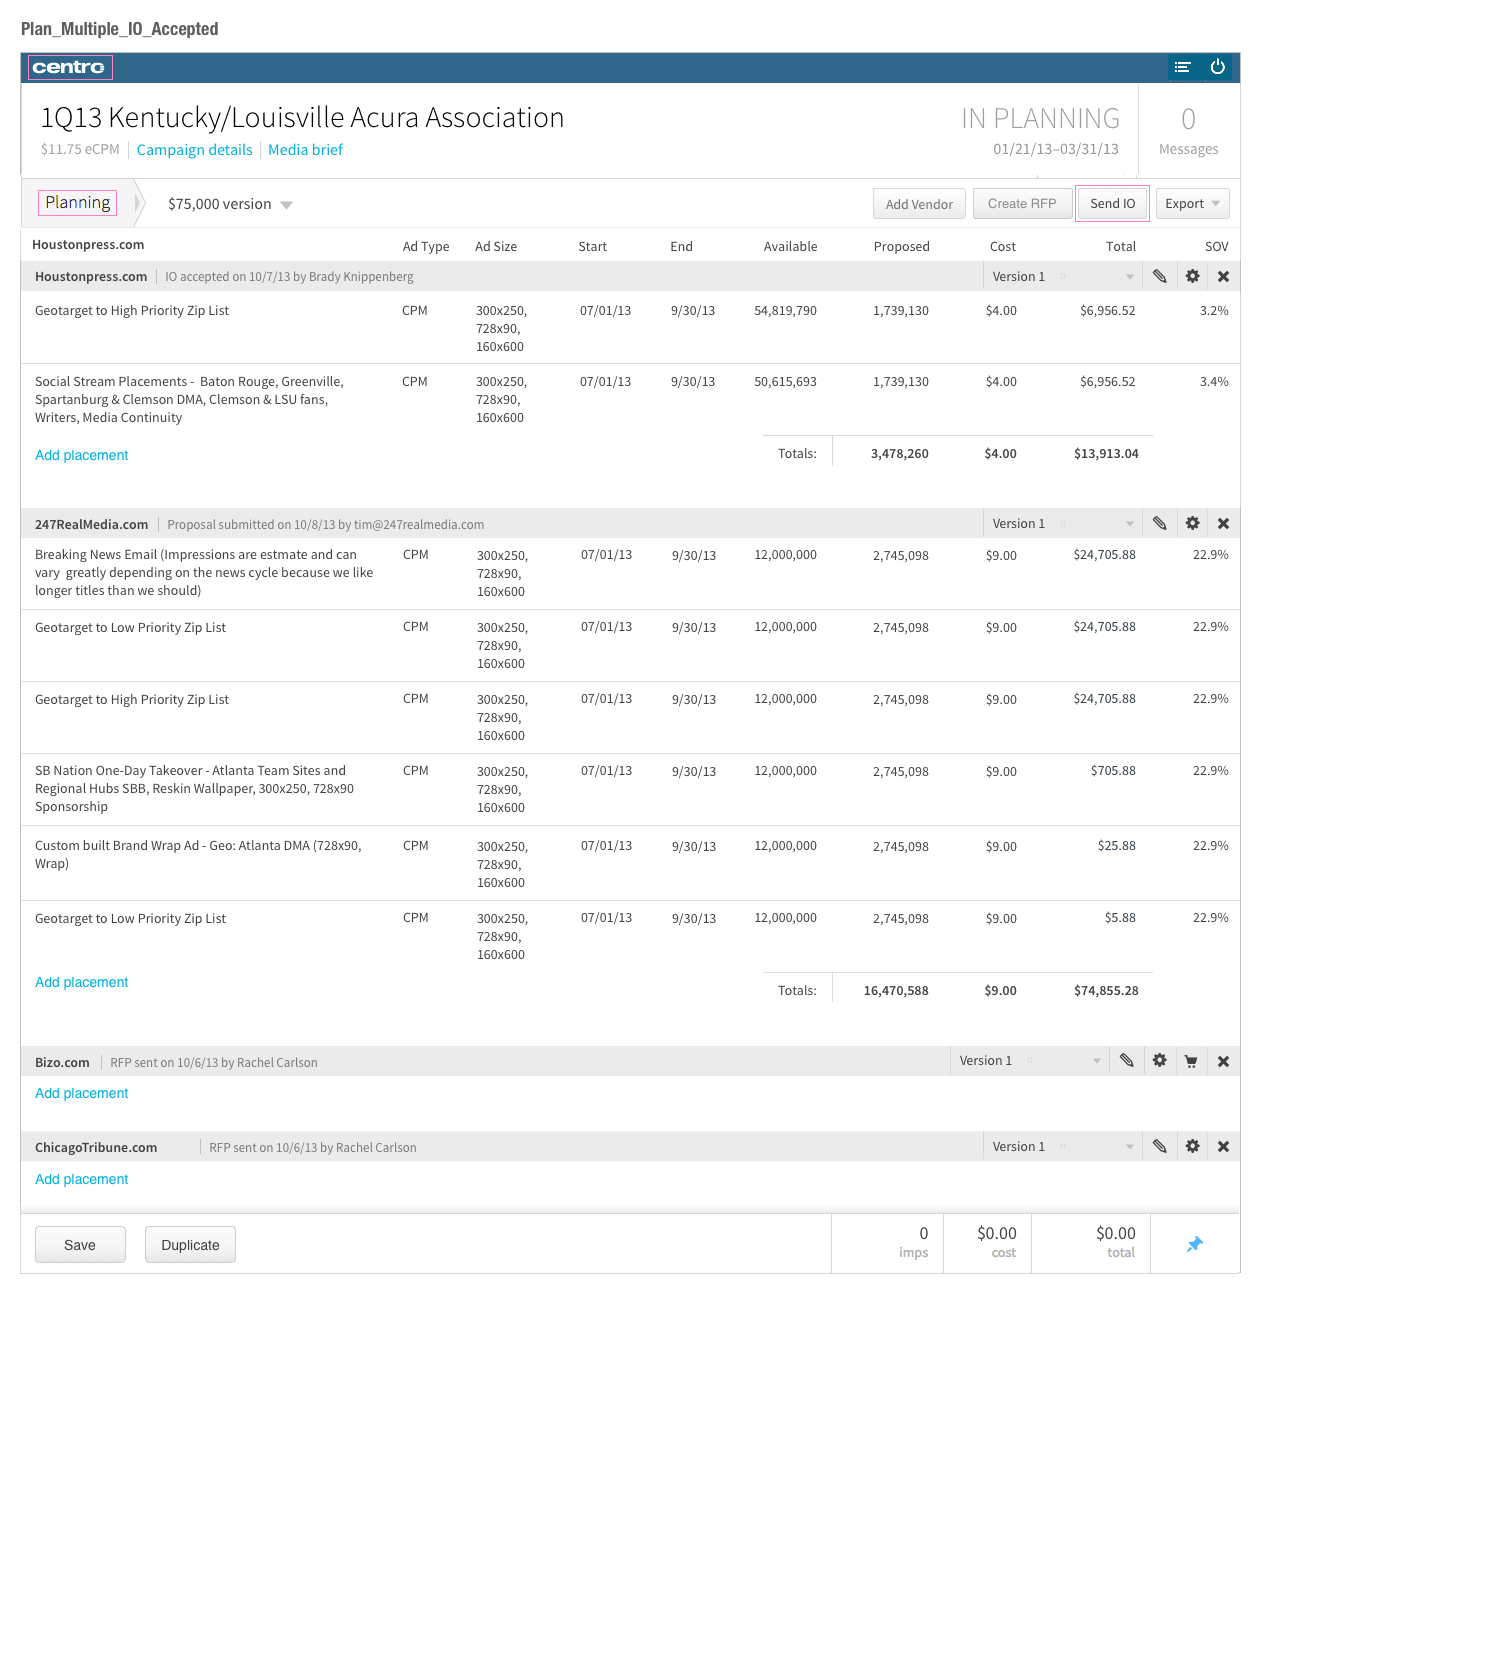 Plan_Multiple_IO_Accepted
centro
1Q13 Kentucky/Louisville Acura Association
IN PLANNING
0
$11.75 eCPM
Campaign details
Media brief
01/21/13–03/31/13
Messages
Planning
$75,000 version
Add Vendor
Create RFP
Send IO
Export
Houstonpress.com Ad Type Ad Size Start End Available Proposed Cost Total SOV
Houstonpress.com IO accepted on 10/7/13 by Brady Knippenberg Version 1
Geotarget to High Priority Zip List CPM 300x250, 07/01/13 9/30/13 54,819,790 1,739,130 $4.00 $6,956.52 3.2%
728x90,
160x600
Social Stream Placements - Baton Rouge, Greenville, CPM 300x250, 07/01/13 9/30/13 50,615,693 1,739,130 $4.00 $6,956.52 3.4%
Spartanburg & Clemson DMA, Clemson & LSU fans, 728x90,
Writers, Media Continuity 160x600
Add placement Totals: 3,478,260 $4.00 $13,913.04
247RealMedia.com Proposal submitted on 10/8/13 by tim@247realmedia.com Version 1
Breaking News Email (Impressions are estmate and can CPM 300x250, 07/01/13 9/30/13 12,000,000 2,745,098 $9.00 $24,705.88 22.9%
vary greatly depending on the news cycle because we like 728x90,
longer titles than we should) 160x600
Geotarget to Low Priority Zip List CPM 300x250, 07/01/13 9/30/13 12,000,000 2,745,098 $9.00 $24,705.88 22.9%
728x90,
160x600
Geotarget to High Priority Zip List CPM 300x250, 07/01/13 9/30/13 12,000,000 2,745,098 $9.00 $24,705.88 22.9%
728x90,
160x600
SB Nation One-Day Takeover - Atlanta Team Sites and CPM 300x250, 07/01/13 9/30/13 12,000,000 2,745,098 $9.00 $705.88 22.9%
Regional Hubs SBB, Reskin Wallpaper, 300x250, 728x90 728x90,
Sponsorship 160x600
Custom built Brand Wrap Ad - Geo: Atlanta DMA (728x90, CPM 300x250, 07/01/13 9/30/13 12,000,000 2,745,098 $9.00 $25.88 22.9%
Wrap) 728x90,
160x600
Geotarget to Low Priority Zip List CPM 300x250, 07/01/13 9/30/13 12,000,000 2,745,098 $9.00 $5.88 22.9%
728x90,
160x600
Add placement Totals: 16,470,588 $9.00 $74,855.28
Bizo.com RFP sent on 10/6/13 by Rachel Carlson Version 1
Add placement
ChicagoTribune.com RFP sent on 10/6/13 by Rachel Carlson Version 1
Add placement
Save Duplicate 0 $0.00 $0.00
imps cost total